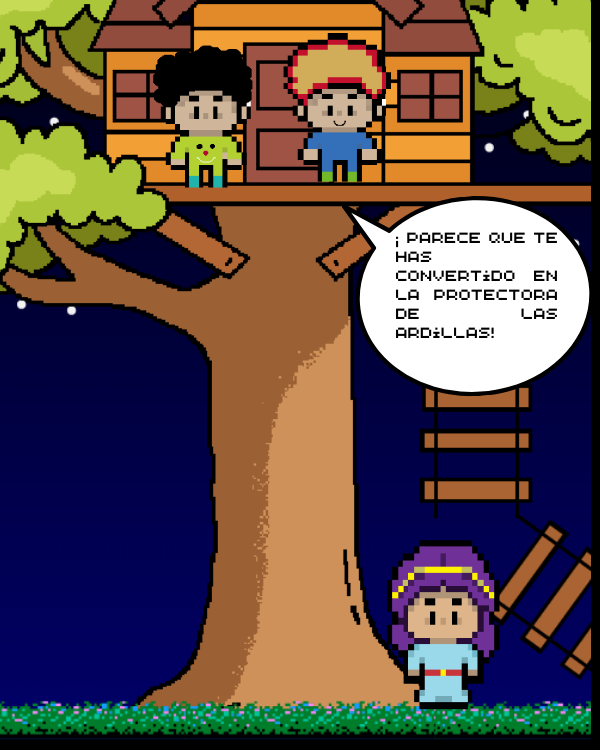 ¡ PARECE QUE TE
HAS
CONVERTiDO EN
LA PROTECTORA
DE LAS
ARDiLLAS!